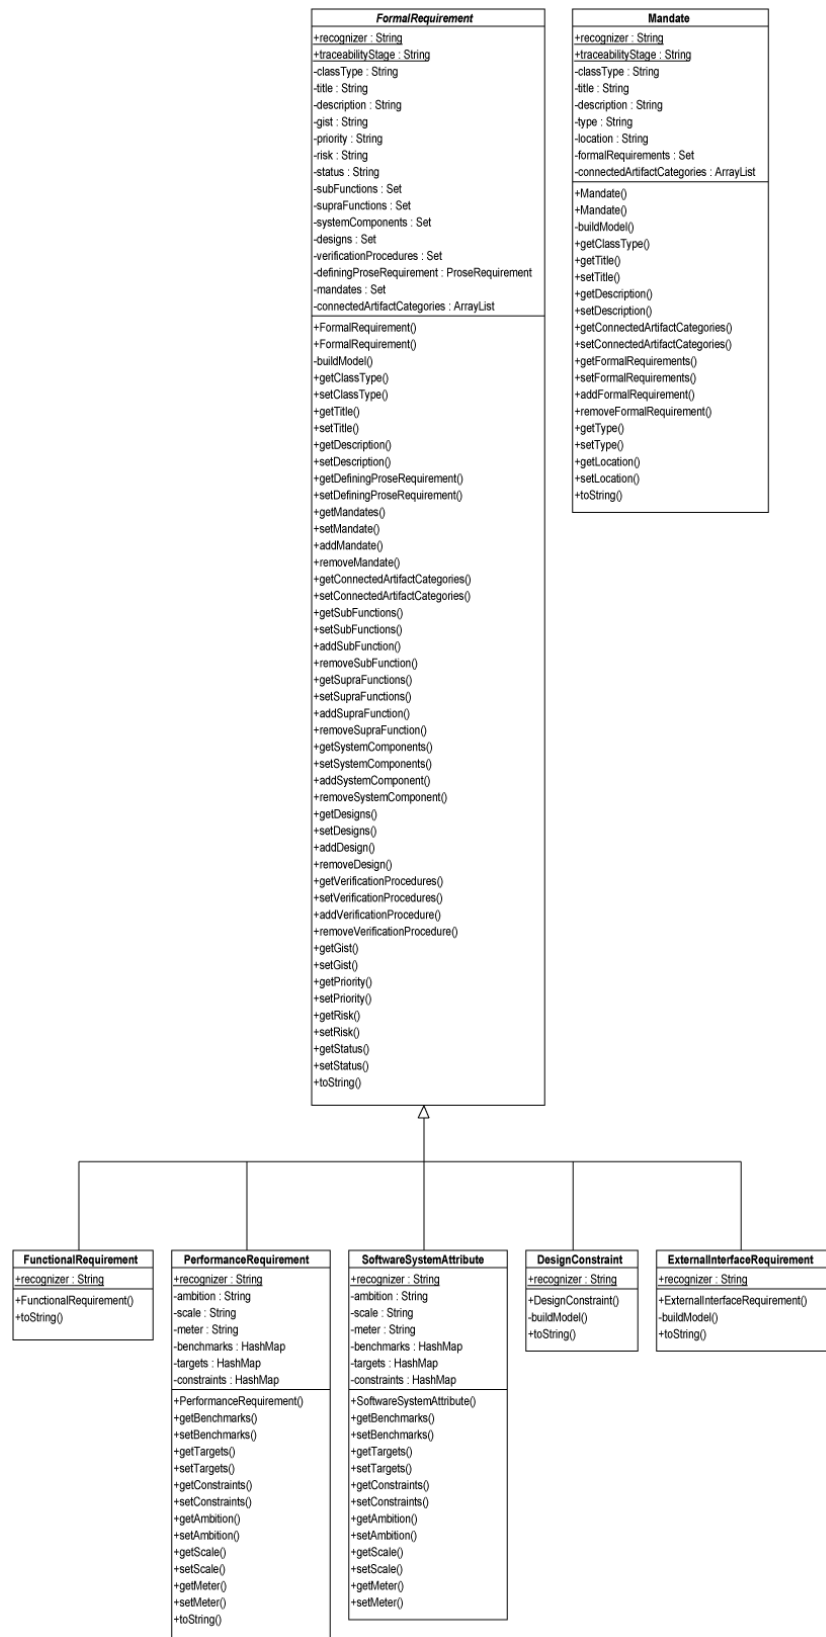 FormalRequirement
+recognizer : String
+traceabilityStage : String
-classType : String
-title : String
-description : String
-gist : String
-priority : String
-risk : String
-status : String
-subFunctions : Set
-supraFunctions : Set
-systemComponents : Set
-designs : Set
-verificationProcedures : Set
-definingProseRequirement : ProseRequirement
-mandates : Set
-connectedArtifactCategories : ArrayList
+FormalRequirement()
+FormalRequirement()
-buildModel()
+getClassType()
+setClassType()
+getTitle()
+setTitle()
+getDescription()
+setDescription()
+getDefiningProseRequirement()
+setDefiningProseRequirement()
+getMandates()
+setMandate()
+addMandate()
+removeMandate()
+getConnectedArtifactCategories()
+setConnectedArtifactCategories()
+getSubFunctions()
+setSubFunctions()
+addSubFunction()
+removeSubFunction()
+getSupraFunctions()
+setSupraFunctions()
+addSupraFunction()
+removeSupraFunction()
+getSystemComponents()
+setSystemComponents()
+addSystemComponent()
+removeSystemComponent()
+getDesigns()
+setDesigns()
+addDesign()
+removeDesign()
+getVerificationProcedures()
+setVerificationProcedures()
+addVerificationProcedure()
+removeVerificationProcedure()
+getGist()
+setGist()
+getPriority()
+setPriority()
+getRisk()
+setRisk()
+getStatus()
+setStatus()
+toString()
Mandate
+recognizer : String
+traceabilityStage : String
-classType : String
-title : String
-description : String
-type : String
-location : String
-formalRequirements : Set
-connectedArtifactCategories : ArrayList
+Mandate()
+Mandate()
-buildModel()
+getClassType()
+getTitle()
+setTitle()
+getDescription()
+setDescription()
+getConnectedArtifactCategories()
+setConnectedArtifactCategories()
+getFormalRequirements()
+setFormalRequirements()
+addFormalRequirement()
+removeFormalRequirement()
+getType()
+setType()
+getLocation()
+setLocation()
+toString()
FunctionalRequirement
+recognizer : String
+FunctionalRequirement()
+toString()
PerformanceRequirement
+recognizer : String
-ambition : String
-scale : String
-meter : String
-benchmarks : HashMap
-targets : HashMap
-constraints : HashMap
+PerformanceRequirement()
+getBenchmarks()
+setBenchmarks()
+getTargets()
+setTargets()
+getConstraints()
+setConstraints()
+getAmbition()
+setAmbition()
+getScale()
+setScale()
+getMeter()
+setMeter()
+toString()
SoftwareSystemAttribute
+recognizer : String
-ambition : String
-scale : String
-meter : String
-benchmarks : HashMap
-targets : HashMap
-constraints : HashMap
+SoftwareSystemAttribute()
+getBenchmarks()
+setBenchmarks()
+getTargets()
+setTargets()
+getConstraints()
+setConstraints()
+getAmbition()
+setAmbition()
+getScale()
+setScale()
+getMeter()
+setMeter()
DesignConstraint
+recognizer : String
+DesignConstraint()
-buildModel()
+toString()
ExternalInterfaceRequirement
+recognizer : String
+ExternalInterfaceRequirement()
-buildModel()
+toString()